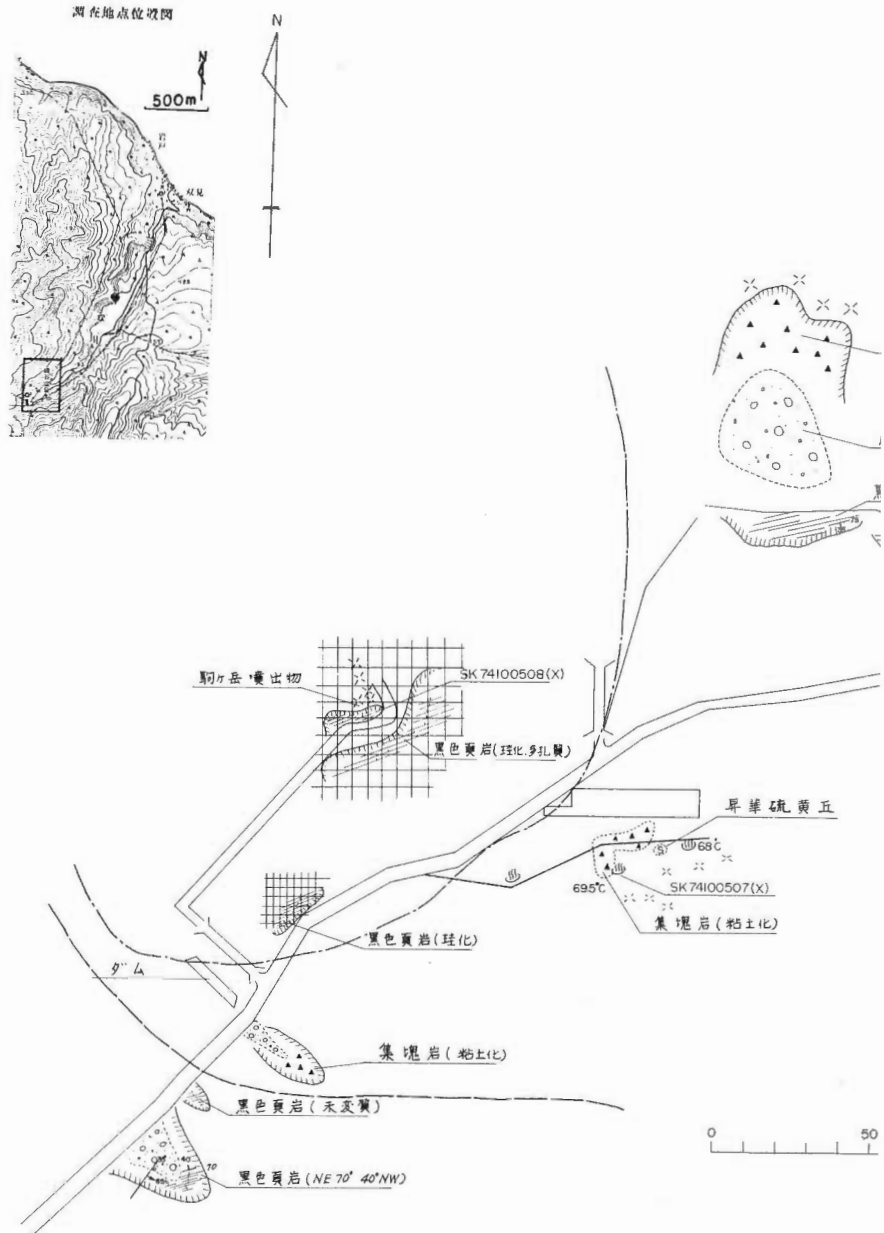 調査地点位置図
N
500m
N
駒ヶ岳噴出物
SK74100508(X)
黒色頁岩(珪化,多孔質)
昇華硫黄丘
68℃
S
69.5℃
SK74100507(X)
集塊岩(粘土化)
黒色頁岩(珪化)
ダム
集塊岩(粘土化)
黒色頁岩(未変質)
70
黒色頁岩(NE70° 40°NW)
0 50